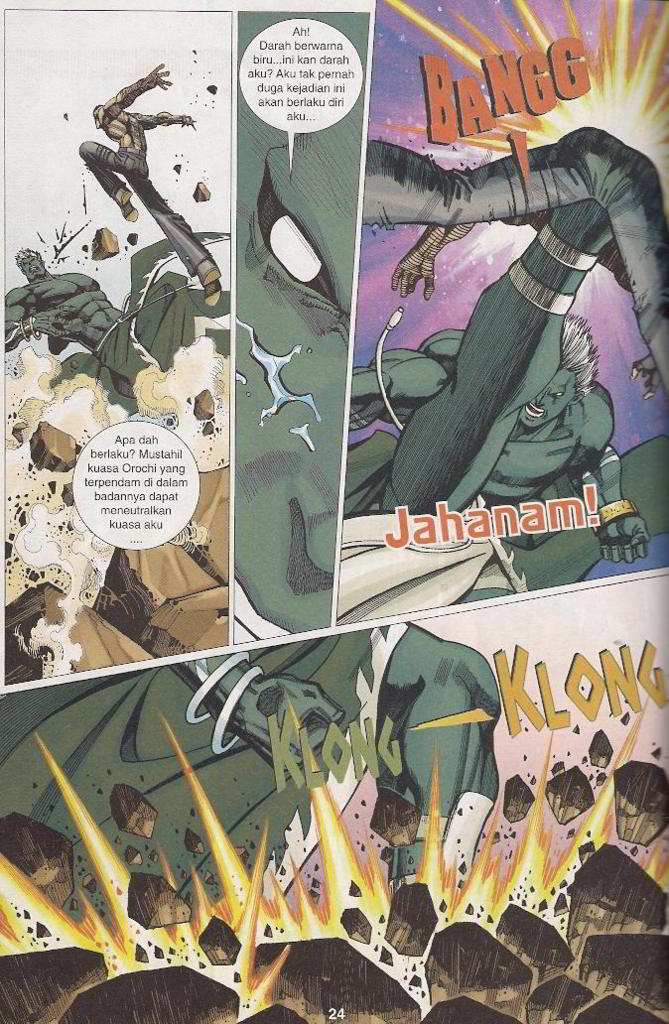 Apa dah
berlaku? Mustahil
kuasa Orochi yang
terpendam di dalam
badannya dapat
meneutralkan
kuasa aku
....
Ah!
Darah berwarna
biru...ini kan darah
aku? Aku tak pernah
duga kejadian ini
akan berlaku diri
aku...
BANGG
!
Jahanam!
KLONG
KLONG
24